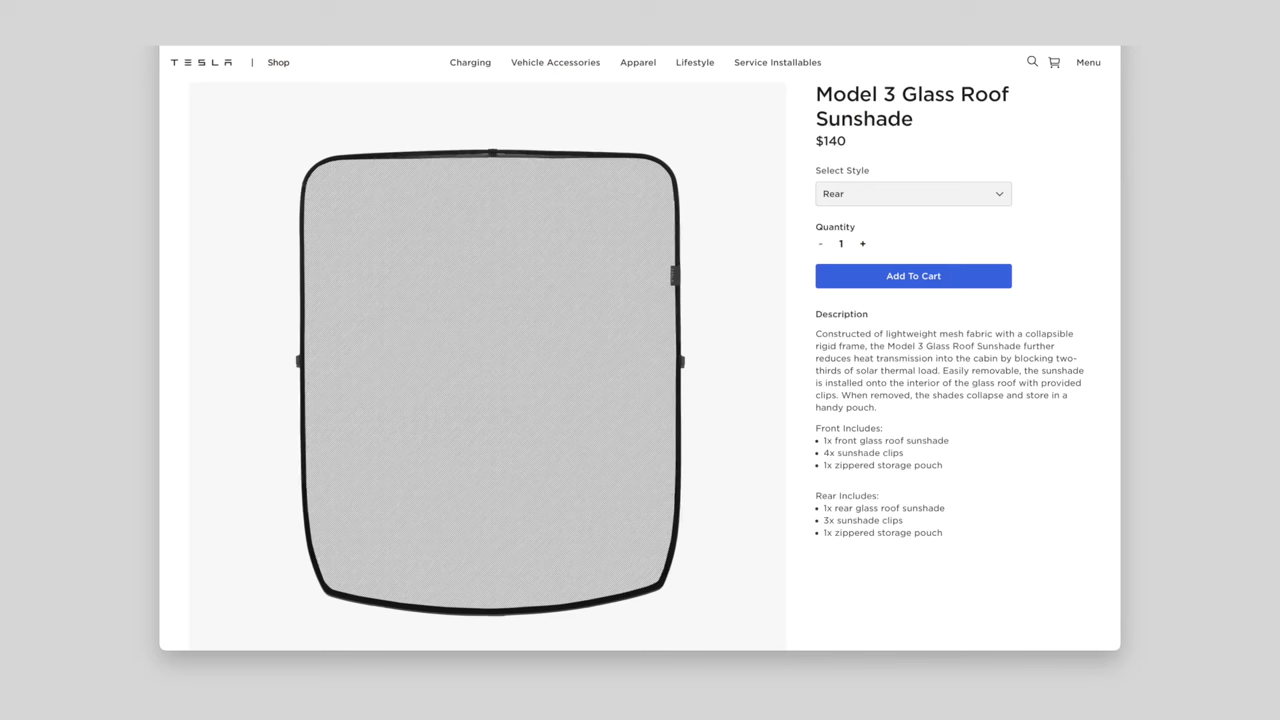 TESLA | Shop Charging Vehicle Accessories Apparel Lifestyle Service Installables Menu
Model 3 Glass Roof
Sunshade
$140
Select Style
Rear
Quantity
- 1 +
Add To Cart
Description
Constructed of lightweight mesh fabric with a collapsible
rigid frame, the Model 3 Glass Roof Sunshade further
reduces heat transmission into the cabin by blocking two-
thirds of solar thermal load. Easily removable, the sunshade
is installed onto the interior of the glass roof with provided
clips. When removed, the shades collapse and store in a
handy pouch.
Front Includes:
• 1x front glass roof sunshade
• 4x sunshade clips
• 1x zippered storage pouch
Rear Includes:
• 1x rear glass roof sunshade
• 3x sunshade clips
• 1x zippered storage pouch